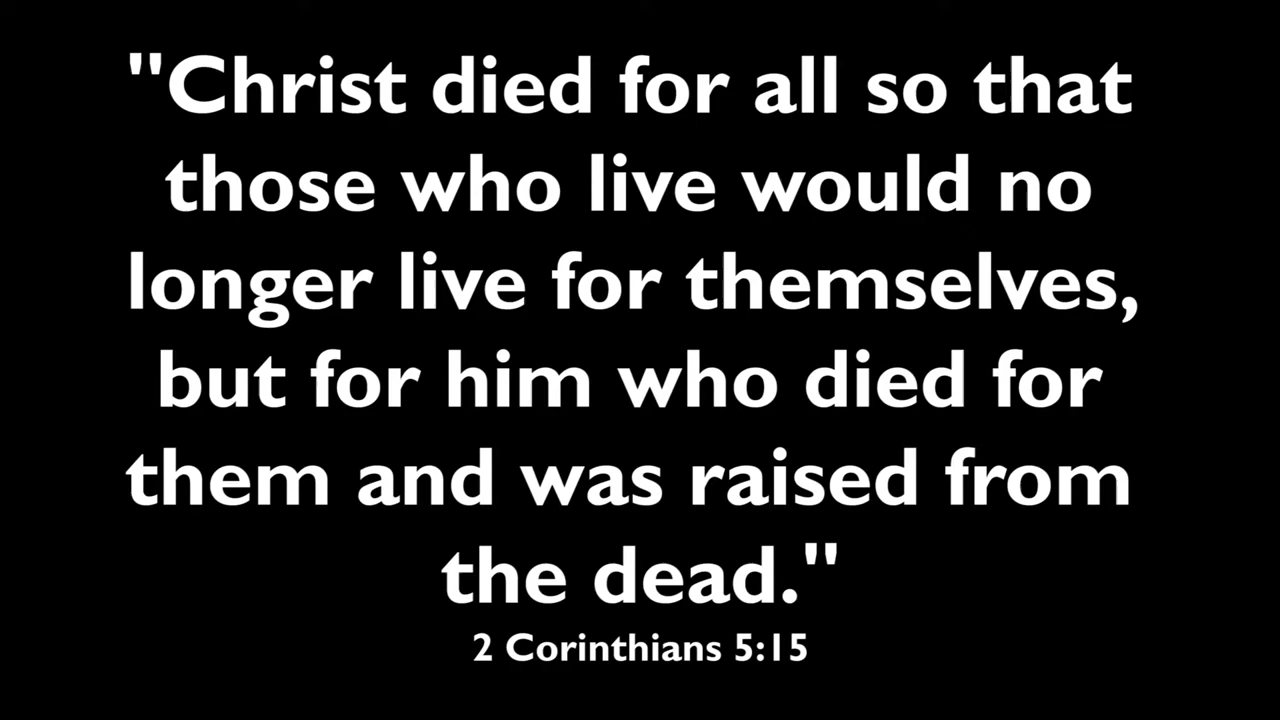 "Christ died for all so that
those who live would no
longer live for themselves,
but for him who died for
them and was raised from
the dead."
2 Corinthians 5:15